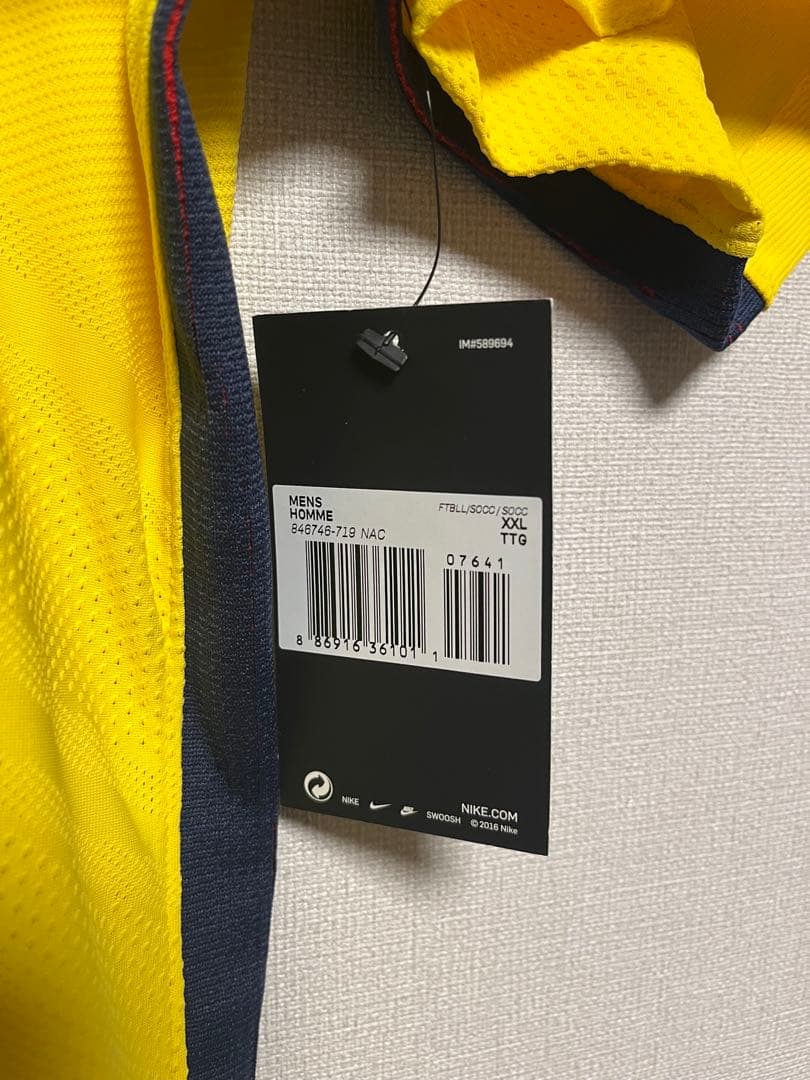 IM#589694
MENS
HOMME
846746-719 NAC
FTBLL/SOCC/SOCC
XXL
TTG
07641
8 86916 36101 1
NIKE
SWOOSH
NIKE.COM
© 2016 Nike